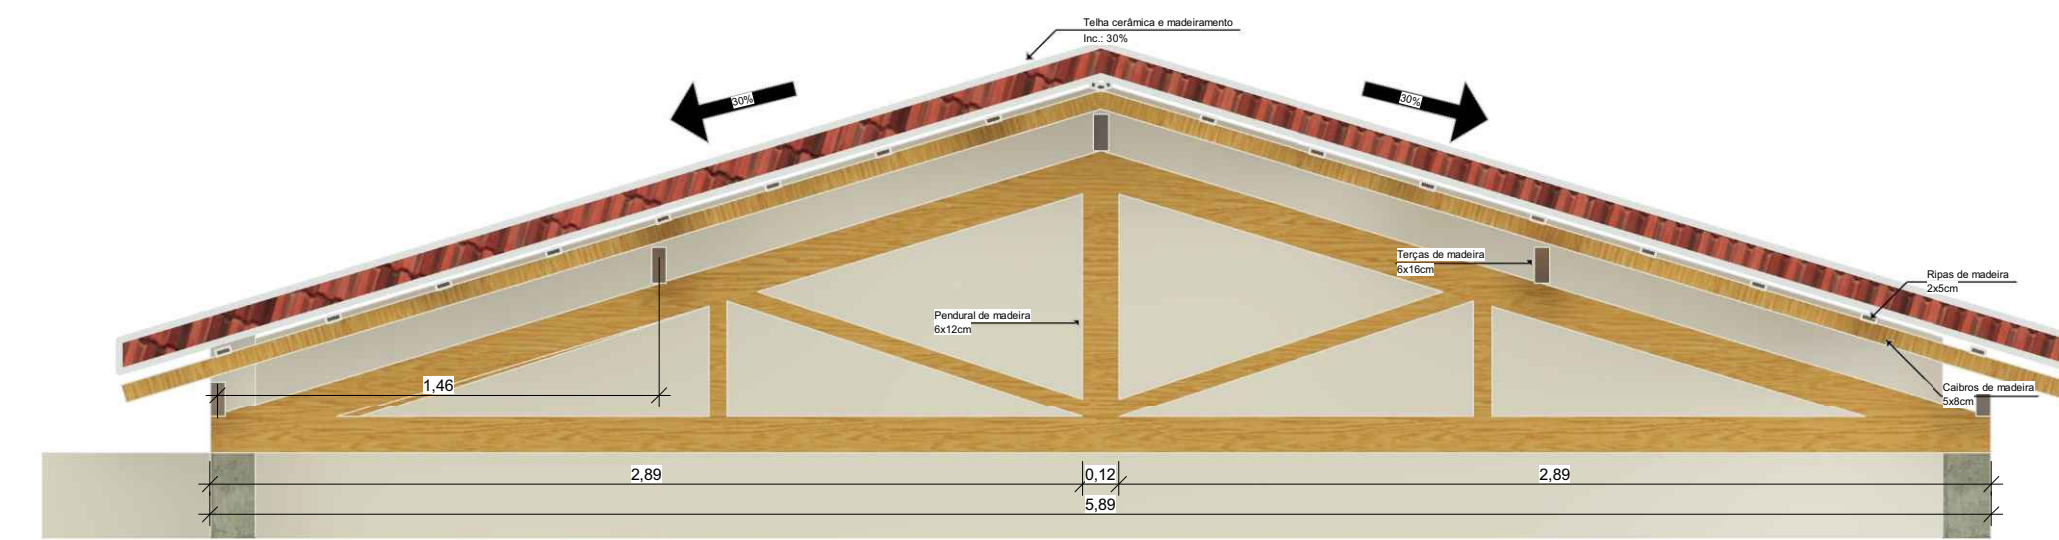 Telha cerâmica e madeiramento
Inc.: 30%
30%
30%
Terças de madeira
6x16cm
Ripas de madeira
2x5cm
Pendural de madeira
6x12cm
1,46
Caibros de madeira
5x8cm
2,89
0,12
2,89
5,89